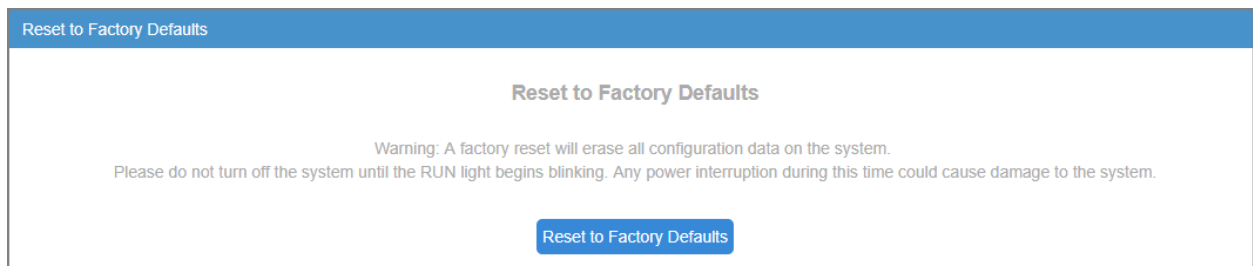 Reset to Factory Defaults
Reset to Factory Defaults
Warning: A factory reset will erase all configuration data on the system.
Please do not turn off the system until the RUN light begins blinking. Any power interruption during this time could cause damage to the system.
Reset to Factory Defaults